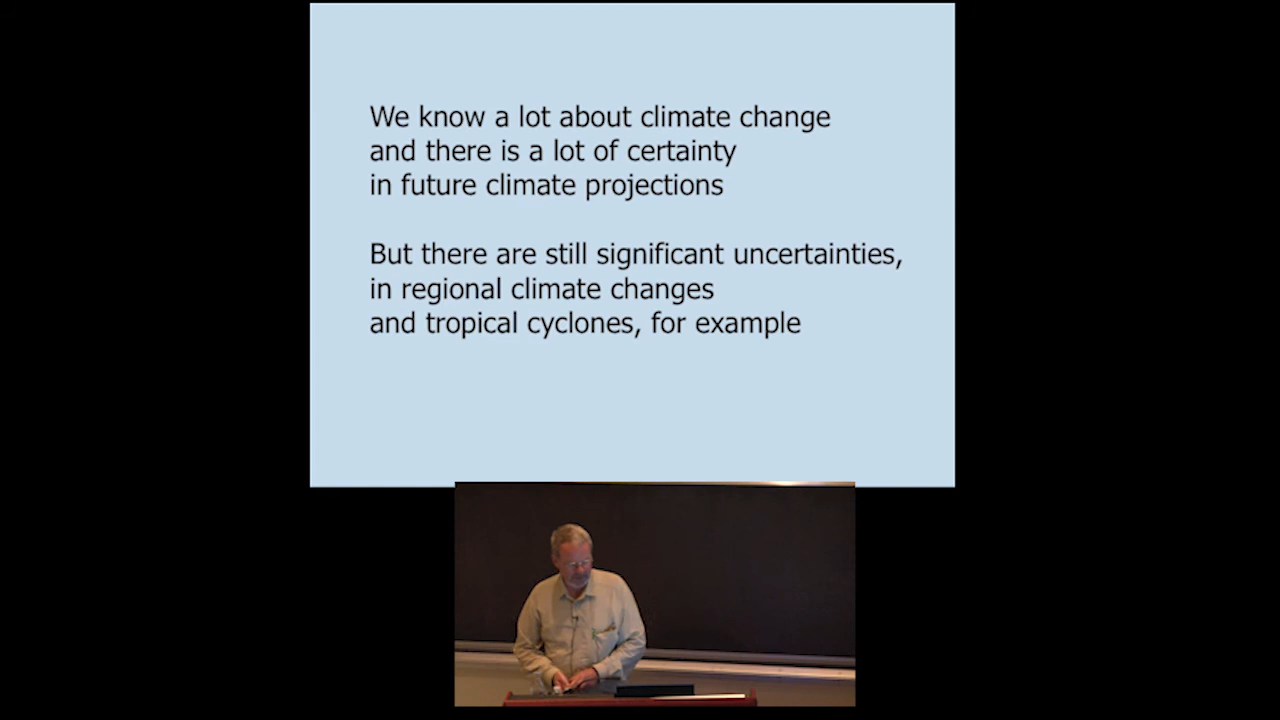 We know a lot about climate change
and there is a lot of certainty
in future climate projections
But there are still significant uncertainties,
in regional climate changes
and tropical cyclones, for example